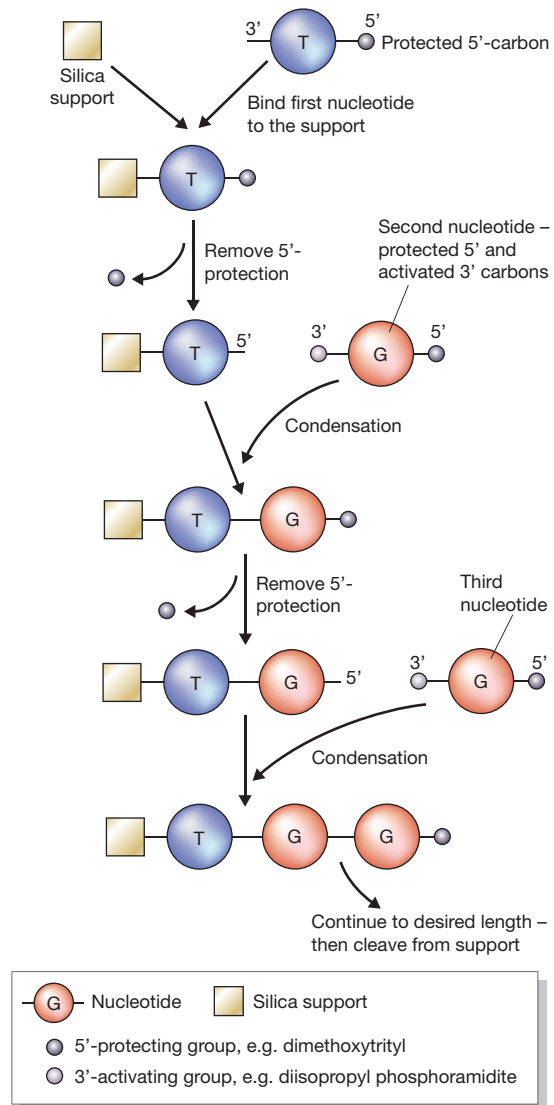 3’
5’
T
Protected 5’-carbon
Silica
support
Bind first nucleotide
to the support
T
Second nucleotide –
protected 5’ and
activated 3’ carbons
Remove 5’-
protection
T
5’
3’
G
5’
Condensation
T
G
Remove 5’-
protection
Third
nucleotide
T
G
5’
3’
G
5’
Condensation
T
G
G
Continue to desired length –
then cleave from support
G
Nucleotide
Silica support
5’-protecting group, e.g. dimethoxytrityl
3’-activating group, e.g. diisopropyl phosphoramidite